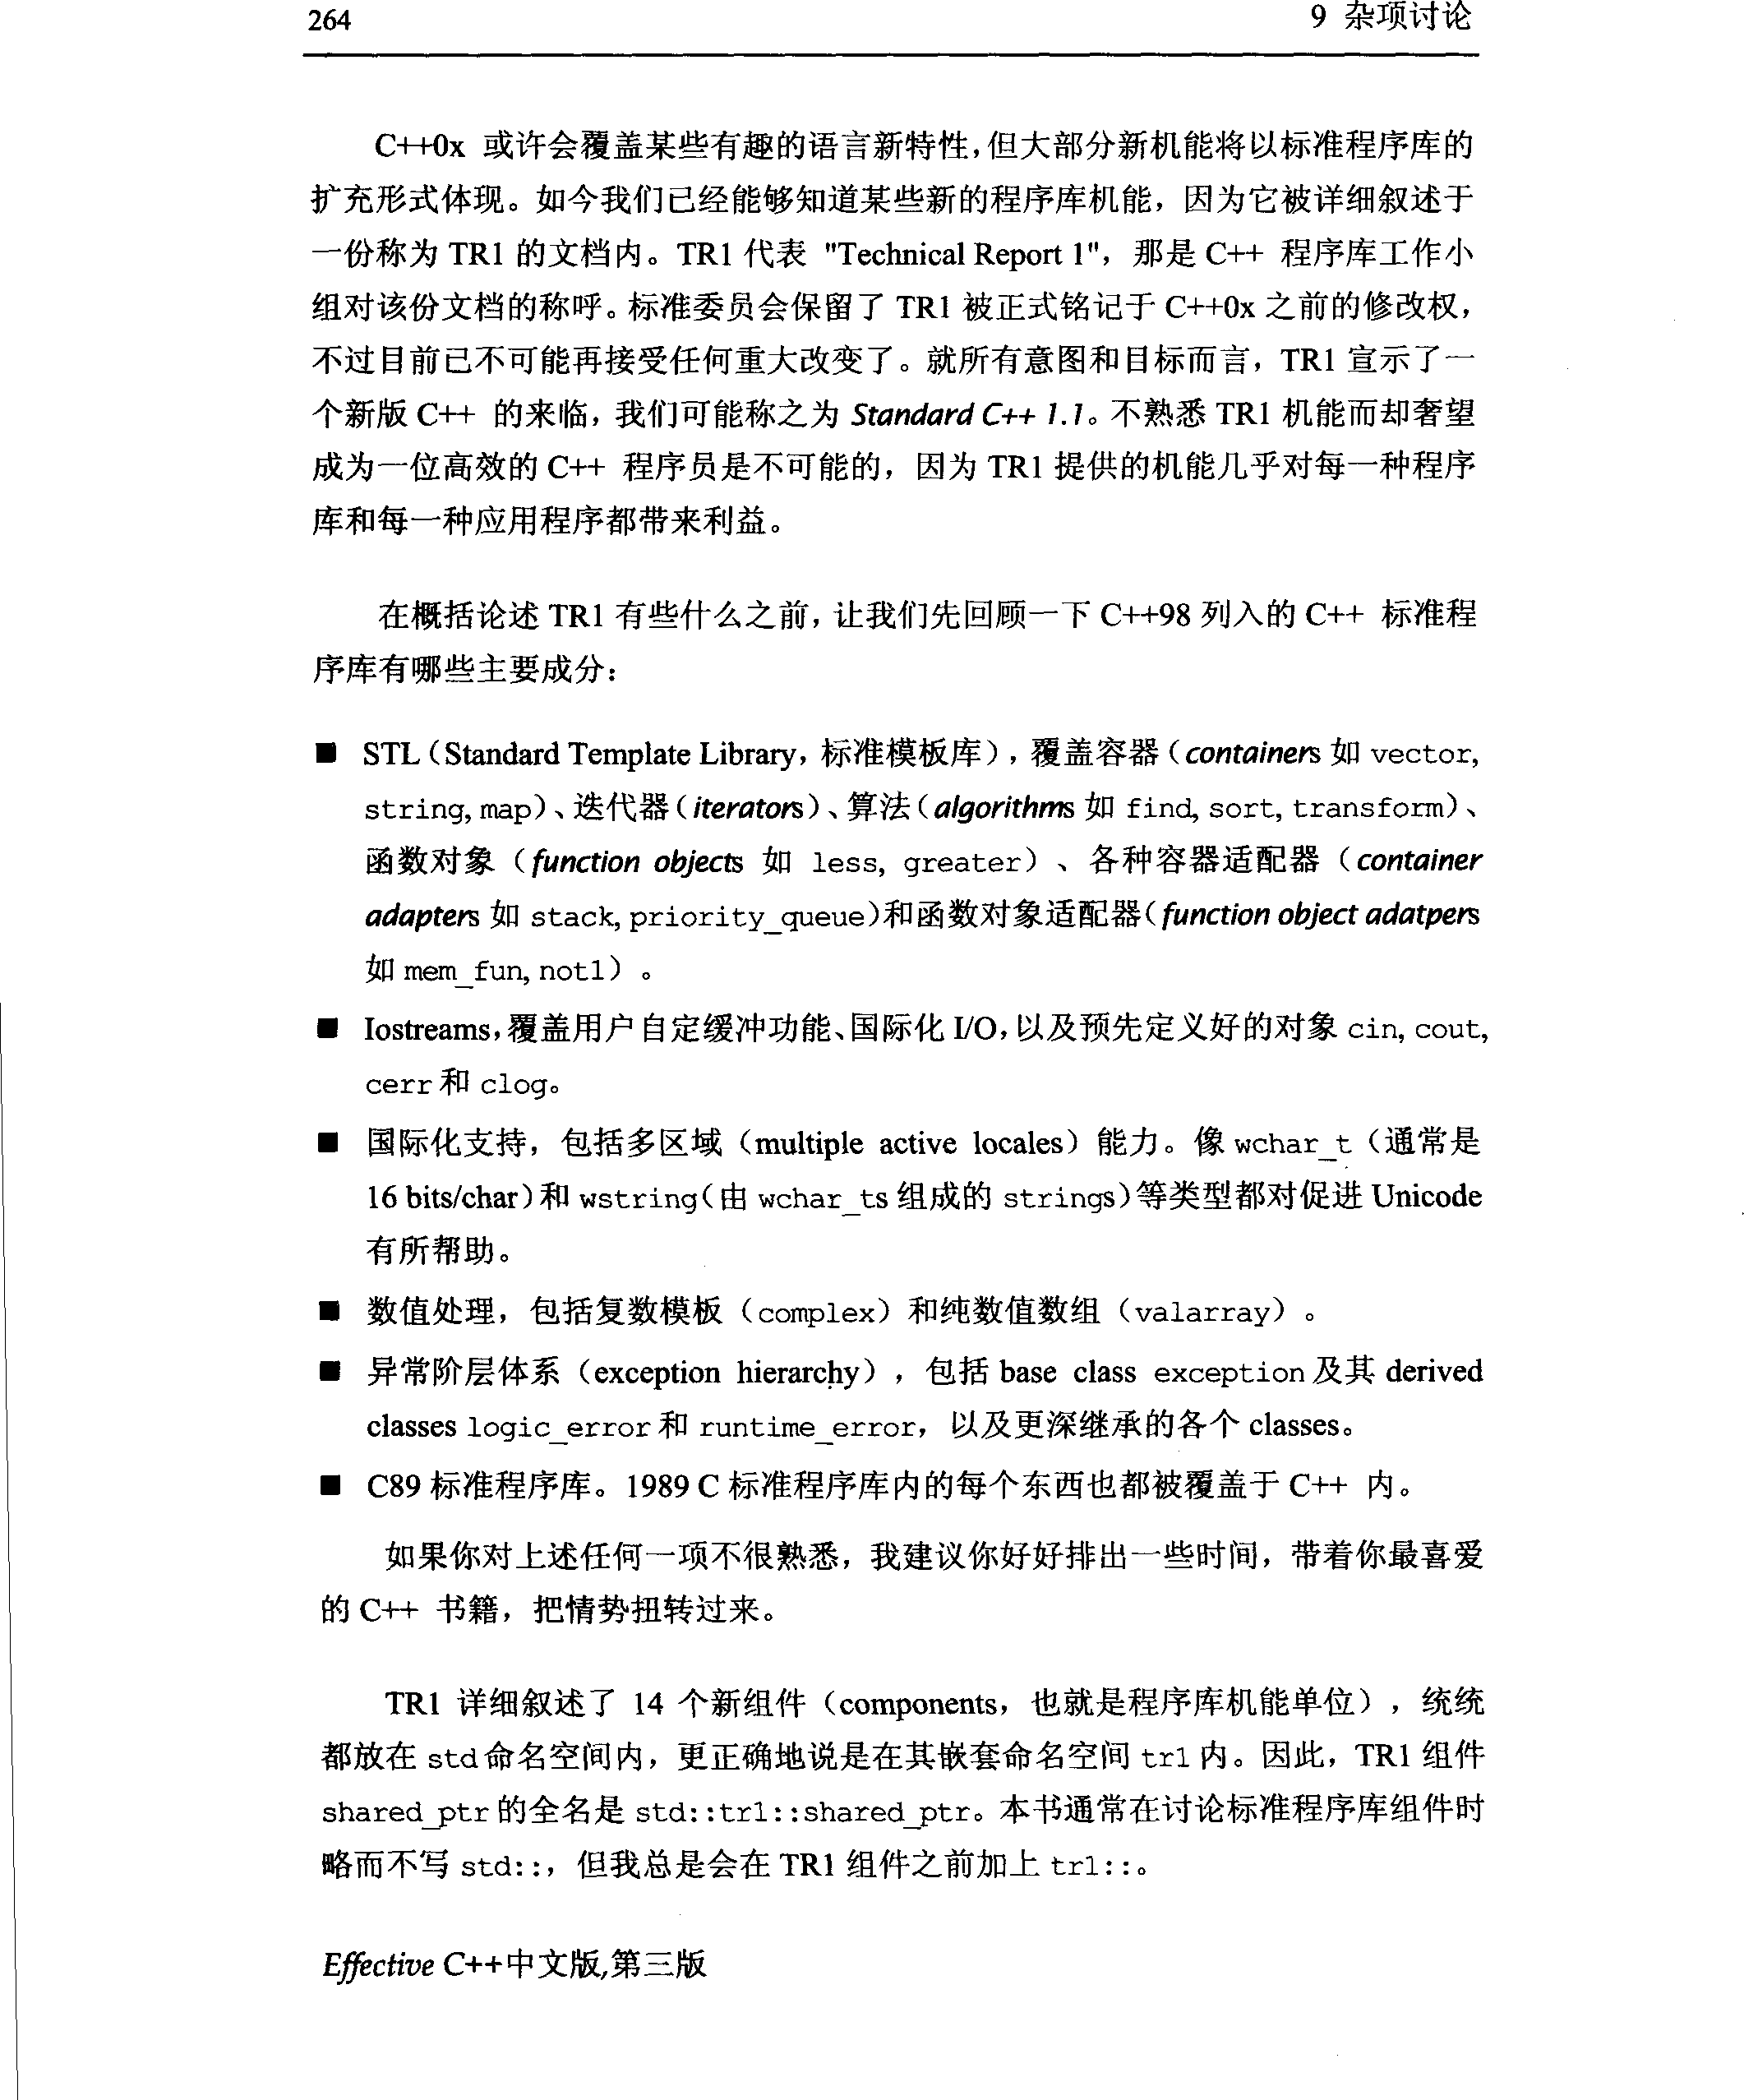 264
9 杂项讨论
C++0x 或许会覆盖某些有趣的语言新特性，但大部分新机能将以标准程序库的
扩充形式体现。如今我们已经能够知道某些新的程序库机能，因为它被详细叙述于
一份称为 TR1 的文档内。TR1 代表 "Technical Report 1"，那是 C++ 程序库工作小
组对该份文档的称呼。标准委员会保留了 TR1 被正式铭记于 C++0x 之前的修改权，
不过目前已不可能再接受任何重大改变了。就所有意图和目标而言，TR1 宣示了一
个新版 C++ 的来临，我们可能称之为 Standard C++ 1.1。不熟悉 TR1 机能而却奢望
成为一位高效的 C++ 程序员是不可能的，因为 TR1 提供的机能几乎对每一种程序
库和每一种应用程序都带来利益。
在概括论述 TR1 有些什么之前，让我们先回顾一下 C++98 列入的 C++ 标准程
序库有哪些主要成分：
■ STL（Standard Template Library，标准模板库），覆盖容器（containers 如 vector,
string, map）、迭代器（iterators）、算法（algorithms 如 find, sort, transform）、
函数对象（function objects 如 less, greater）、各种容器适配器（container
adapters 如 stack, priority_queue）和函数对象适配器（function object adatpers
如 mem_fun, not1）。
■ Iostreams，覆盖用户自定缓冲功能、国际化 I/O，以及预先定义好的对象 cin, cout,
cerr 和 clog。
■ 国际化支持，包括多区域（multiple active locales）能力。像 wchar_t（通常是
16 bits/char）和 wstring（由 wchar_ts 组成的 strings）等类型都对促进 Unicode
有所帮助。
■ 数值处理，包括复数模板（complex）和纯数值数组（valarray）。
■ 异常阶层体系（exception hierarchy），包括 base class exception 及其 derived
classes logic_error 和 runtime_error，以及更深继承的各个 classes。
■ C89 标准程序库。1989 C 标准程序库内的每个东西也都被覆盖于 C++ 内。
如果你对上述任何一项不很熟悉，我建议你好好排出一些时间，带着你最喜爱
的 C++ 书籍，把情势扭转过来。
TR1 详细叙述了 14 个新组件（components，也就是程序库机能单位），统统
都放在 std 命名空间内，更正确地说是在其嵌套命名空间 tr1 内。因此，TR1 组件
shared_ptr 的全名是 std::tr1::shared_ptr。本书通常在讨论标准程序库组件时
略而不写 std::，但我总是会在 TR1 组件之前加上 tr1::。
Effective C++中文版,第三版